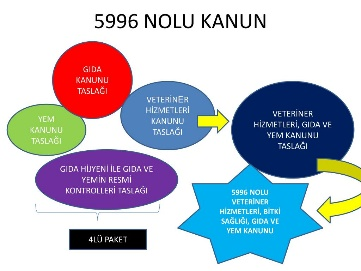 5996 NOLU KANUN
GIDA
KANUNU
TASLAĞI
YEM
KANUNU
TASLAĞI
VETERİNER
HİZMETLERİ
KANUNU
TASLAĞI
VETERİNER
HİZMETLERİ, GIDA VE
YEM KANUNU
TASLAĞI
GIDA HİJYENİ İLE GIDA VE
YEMİN RESMİ
KONTROLLERİ TASLAĞI
5996 NOLU
VETERİNER
HİZMETLERİ, BİTKİ
SAĞLIĞI, GIDA VE
YEM KANUNU
4LÜ PAKET